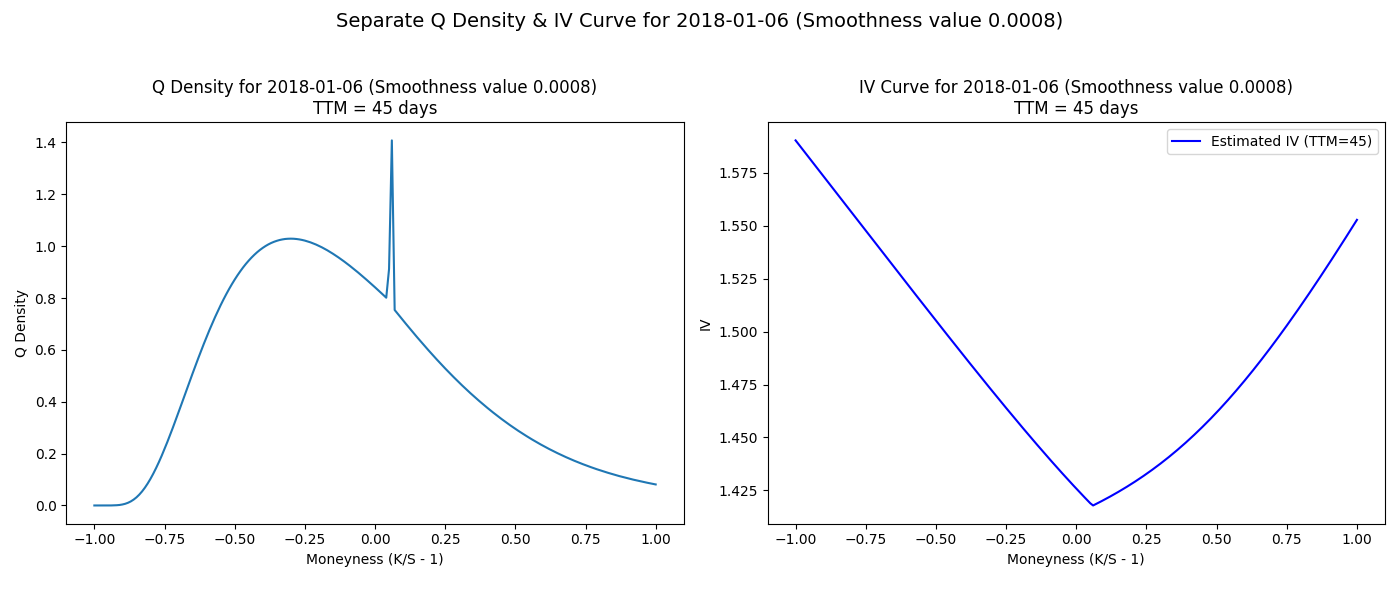 Separate Q Density & IV Curve for 2018-01-06 (Smoothness value 0.0008)
Q Density for 2018-01-06 (Smoothness value 0.0008)
TTM = 45 days
1.4
1.2
1.0
0.8
0.6
0.4
0.2
0.0
Q Density
−1.00 −0.75 −0.50 −0.25 0.00 0.25 0.50 0.75 1.00
Moneyness (K/S - 1)
IV Curve for 2018-01-06 (Smoothness value 0.0008)
TTM = 45 days
Estimated IV (TTM=45)
1.575
1.550
1.525
1.500
1.475
1.450
1.425
IV
−1.00 −0.75 −0.50 −0.25 0.00 0.25 0.50 0.75 1.00
Moneyness (K/S - 1)